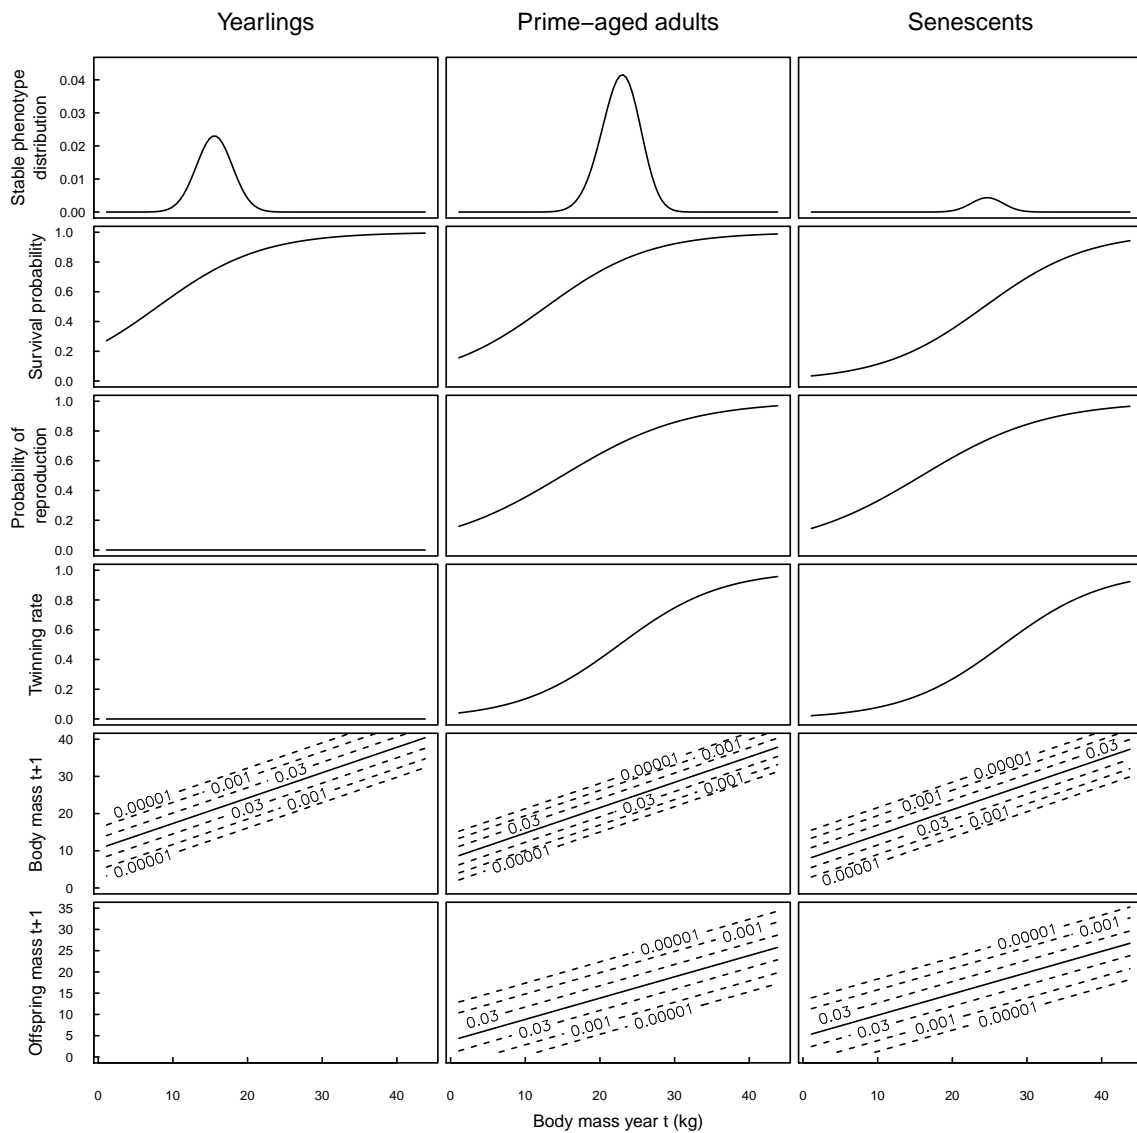 Yearlings Prime−aged adults Senescents
Stable phenotype
distribution
0.04
0.03
0.02
0.01
0.00
Survival probability
1.0
0.8
0.6
0.4
0.2
0.0
Probability of
reproduction
1.0
0.8
0.6
0.4
0.2
0.0
Twinning rate
1.0
0.8
0.6
0.4
0.2
0.0
Body mass t+1
40
30
20
10
0
0.00001 0.001 0.03
0.03 0.001
0.00001
0.00001 0.001
0.03 0.03 0.001
0.00001
0.001 0.00001 0.03
0.03 0.001
0.00001
Offspring mass t+1
35
30
25
20
15
10
5
0
0.00001 0.001
0.03 0.03 0.001 0.00001
0.00001 0.001
0.03 0.03 0.001 0.00001
0 10 20 30 40 0 10 20 30 40 0 10 20 30 40
Body mass year t (kg)